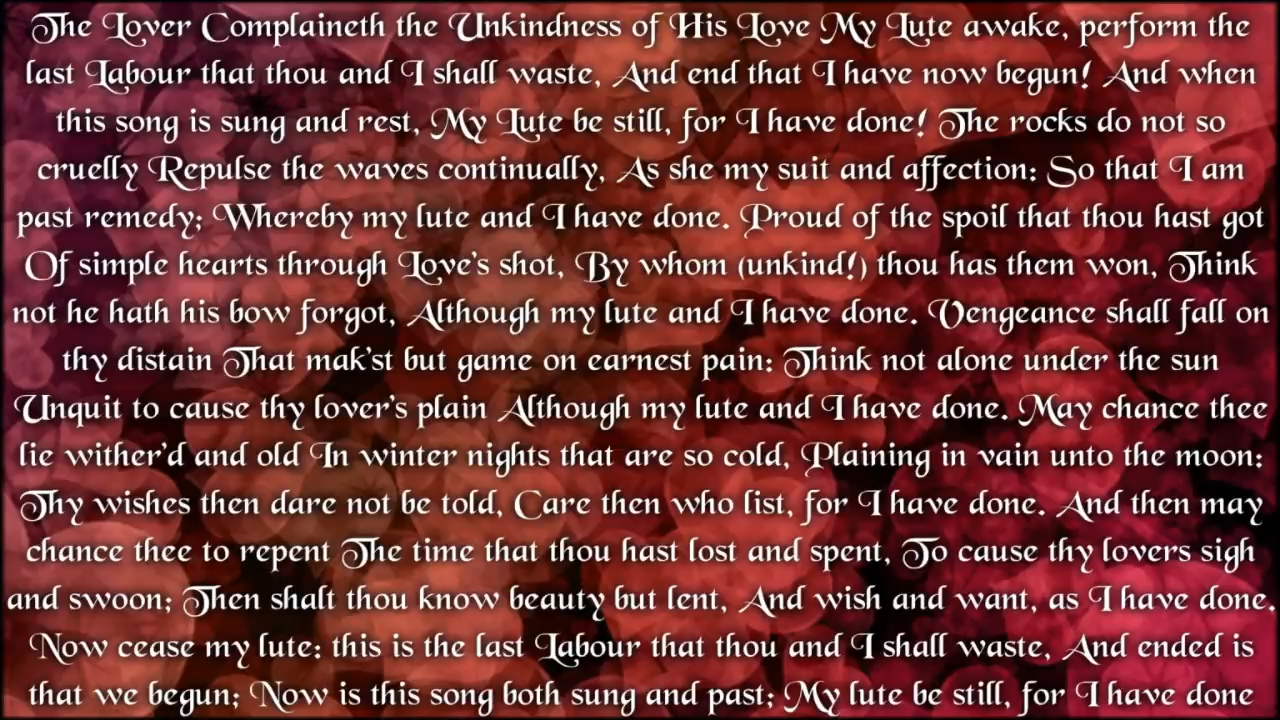 The Lover Complaineth the Unkindness of His Love My Lute awake, perform the
last Labour that thou and I shall waste, And end that I have now begun! And when
this song is sung and rest, My Lute be still, for I have done! The rocks do not so
cruelly Repulse the waves continually, As she my suit and affection: So that I am
past remedy; Whereby my lute and I have done. Proud of the spoil that thou hast got
Of simple hearts through Love's shot, By whom (unkind!) thou has them won, Think
not he hath his bow forgot, Although my lute and I have done. Vengeance shall fall on
thy distain That mak'st but game on earnest pain: Think not alone under the sun
Unquit to cause thy lover's plain Although my lute and I have done. May chance thee
lie wither'd and old In winter nights that are so cold, Plaining in vain unto the moon:
Thy wishes then dare not be told, Care then who list, for I have done. And then may
chance thee to repent The time that thou hast lost and spent, To cause thy lovers sigh
and swoon; Then shalt thou know beauty but lent, And wish and want, as I have done.
Now cease my lute: this is the last Labour that thou and I shall waste, And ended is
that we begun; Now is this song both sung and past; My lute be still, for I have done